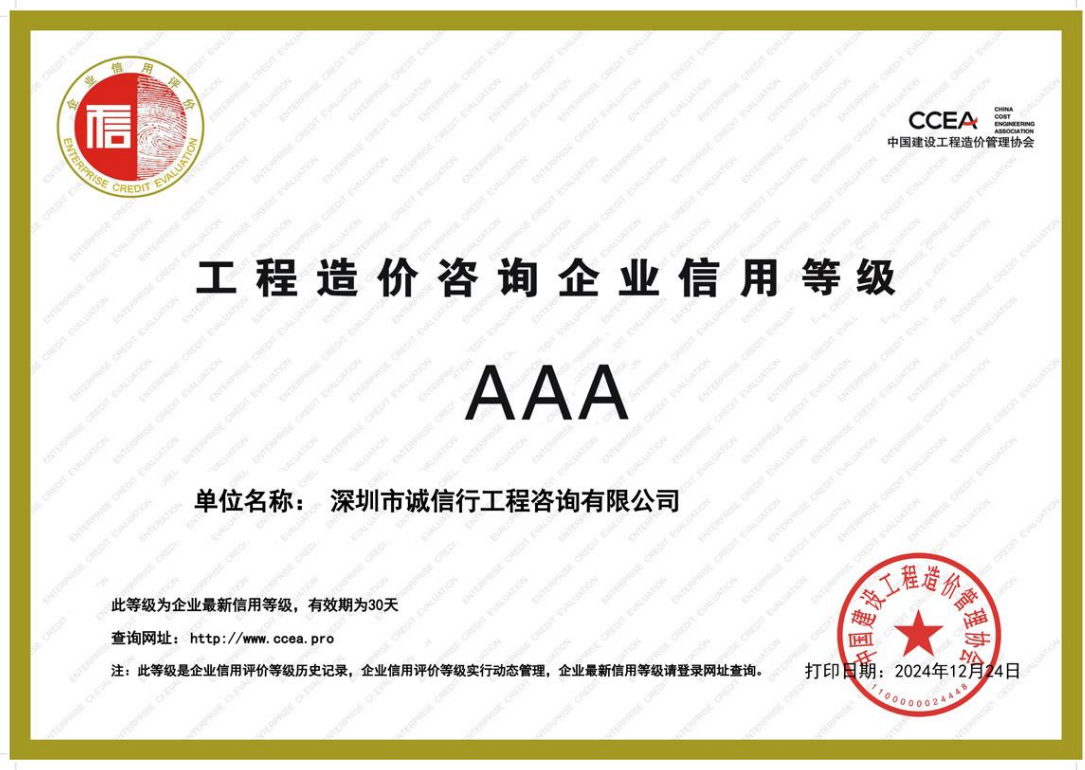 企业信用评价
信
ENTERPRISE CREDIT EVALUATION
CCEA
CHINA
COST
ENGINEERING
ASSOCIATION
中国建设工程造价管理协会
工程造价咨询企业信用等级
AAA
单位名称： 深圳市诚信行工程咨询有限公司
此等级为企业最新信用等级，有效期为30天
查询网址：http://www.ccea.pro
注：此等级是企业信用评价等级历史记录，企业信用评价等级实行动态管理，企业最新信用等级请登录网址查询。
打印日期：2024年12月24日
中国建设工程造价管理协会
1100000024448